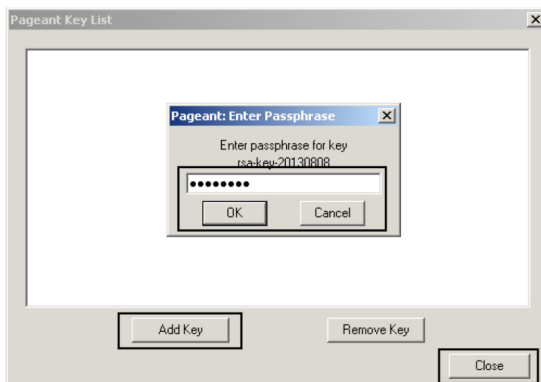 Pageant Key List
Pageant: Enter Passphrase
Enter passphrase for key
rsa-key-20130808
●●●●●●●●
OK
Cancel
Add Key
Remove Key
Close